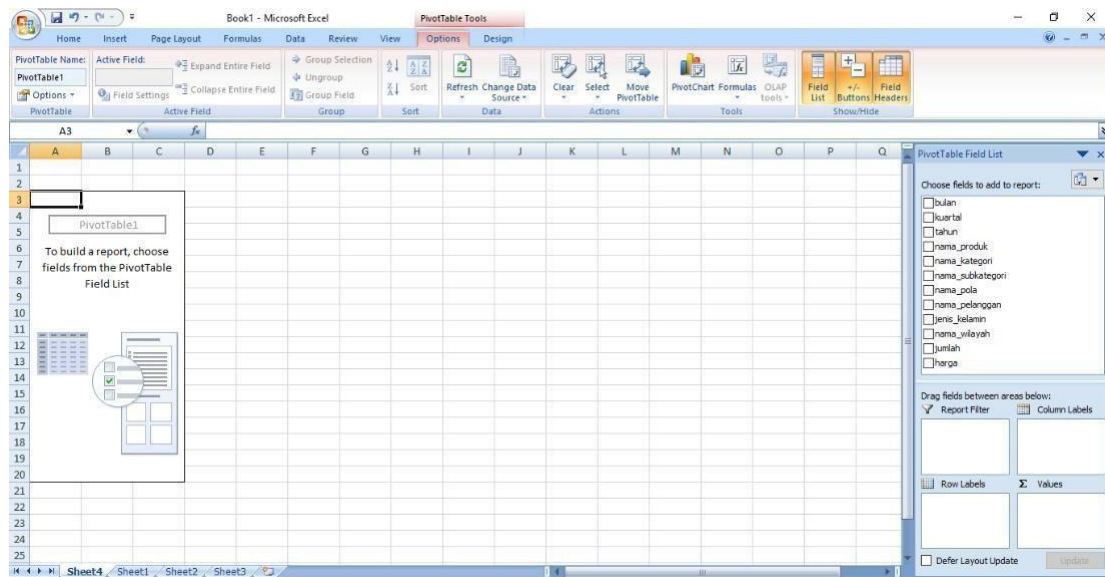 Book1 - Microsoft Excel
PivotTable Tools
Home Insert Page Layout Formulas Data Review View Options Design
PivotTable Name: Active Field:
PivotTable1
Options
Field Settings
Expand Entire Field
Collapse Entire Field
Group Selection
Ungroup
Group Field
Sort
Refresh Change Data Source
Clear Select Move PivotTable
PivotChart Formulas OLAP tools
Field List +/- Buttons Field Headers
PivotTable Active Field Group Sort Data Actions Tools Show/Hide
A3 fx
A B C D E F G H I J K L M N O P Q
1
2
3
4
5
6
7
8
9
10
11
12
13
14
15
16
17
18
19
20
21
22
23
24
25
PivotTable1
To build a report, choose
fields from the PivotTable
Field List
PivotTable Field List
Choose fields to add to report:
bulan
kuartal
tahun
nama_produk
nama_kategori
nama_subkategori
nama_pola
nama_pelanggan
jenis_kelamin
nama_wilayah
jumlah
harga
Drag fields between areas below:
Report Filter Column Labels
Row Labels Σ Values
Defer Layout Update Update
Sheet4 Sheet1 Sheet2 Sheet3